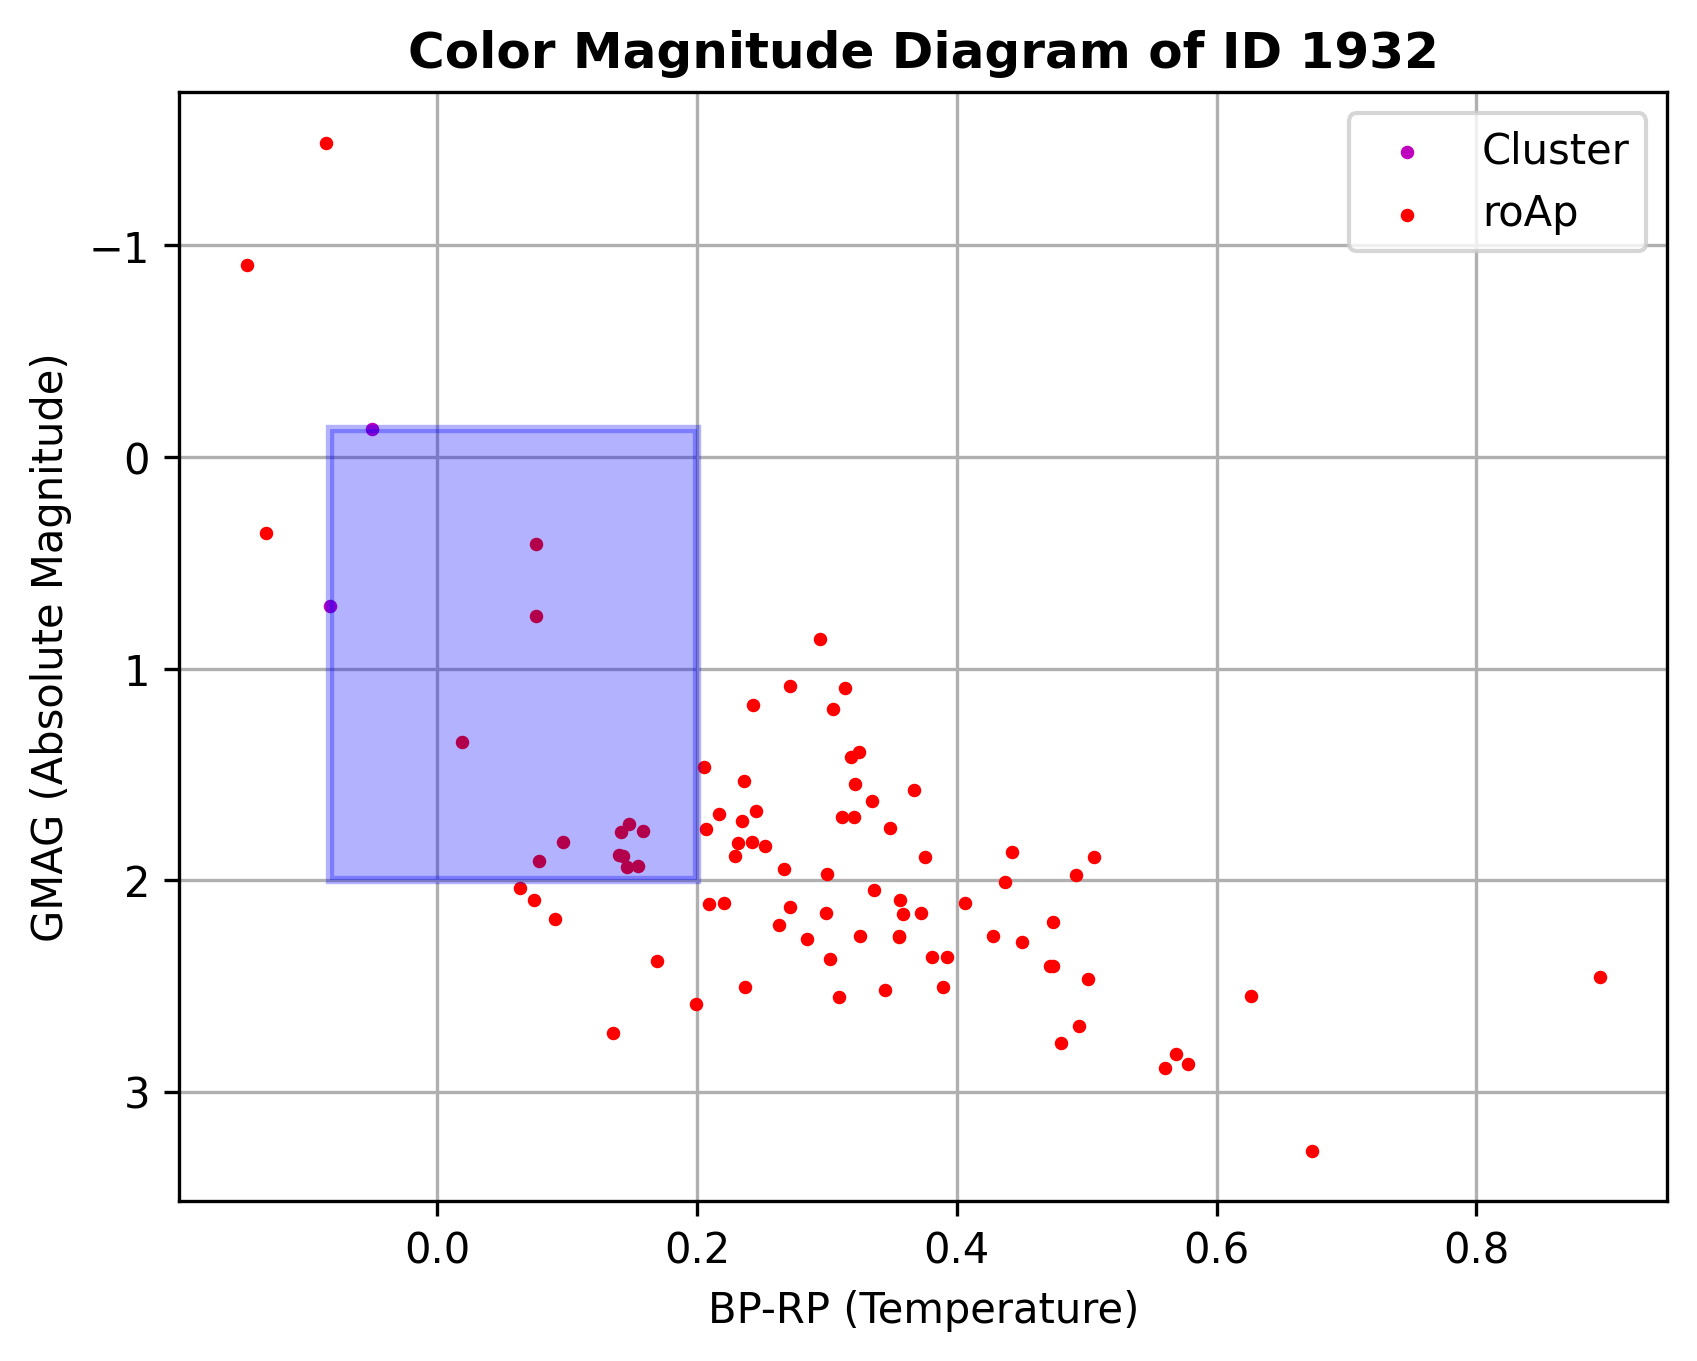 Color Magnitude Diagram of ID 1932
Cluster
roAp
−1
0
1
2
3
GMAG (Absolute Magnitude)
0.0 0.2 0.4 0.6 0.8
BP-RP (Temperature)